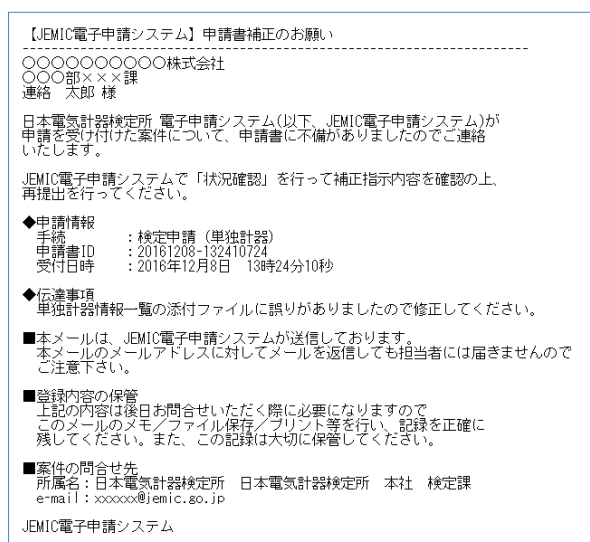 【JEMIC電子申請システム】申請書補正のお願い
------------------------------------------------------------------------
○○○○○○○○○○株式会社
○○○部×××課
連絡　太郎 様
日本電気計器検定所 電子申請システム(以下、JEMIC電子申請システム)が
申請を受け付けた案件について、申請書に不備がありましたのでご連絡
いたします。
JEMIC電子申請システムで「状況確認」を行って補正指示内容を確認の上、
再提出を行ってください。
◆申請情報
手続　　　　：検定申請（単独計器）
申請書ID　　：20161208-132410724
受付日時　　：2016年12月8日　13時24分10秒
◆伝達事項
単独計器情報一覧の添付ファイルに誤りがありましたので修正してください。
■本メールは、JEMIC電子申請システムが送信しております。
本メールのメールアドレスに対してメールを返信しても担当者には届きませんので
ご注意下さい。
■登録内容の保管
上記の内容は後日お問合せいただく際に必要になりますので
このメールのメモ／ファイル保存／プリント等を行い、記録を正確に
残してください。また、この記録は大切に保管してください。
■案件の問合せ先
所属名：日本電気計器検定所　日本電気計器検定所　本社　検定課
e-mail：xxxxxx@jemic.go.jp
JEMIC電子申請システム